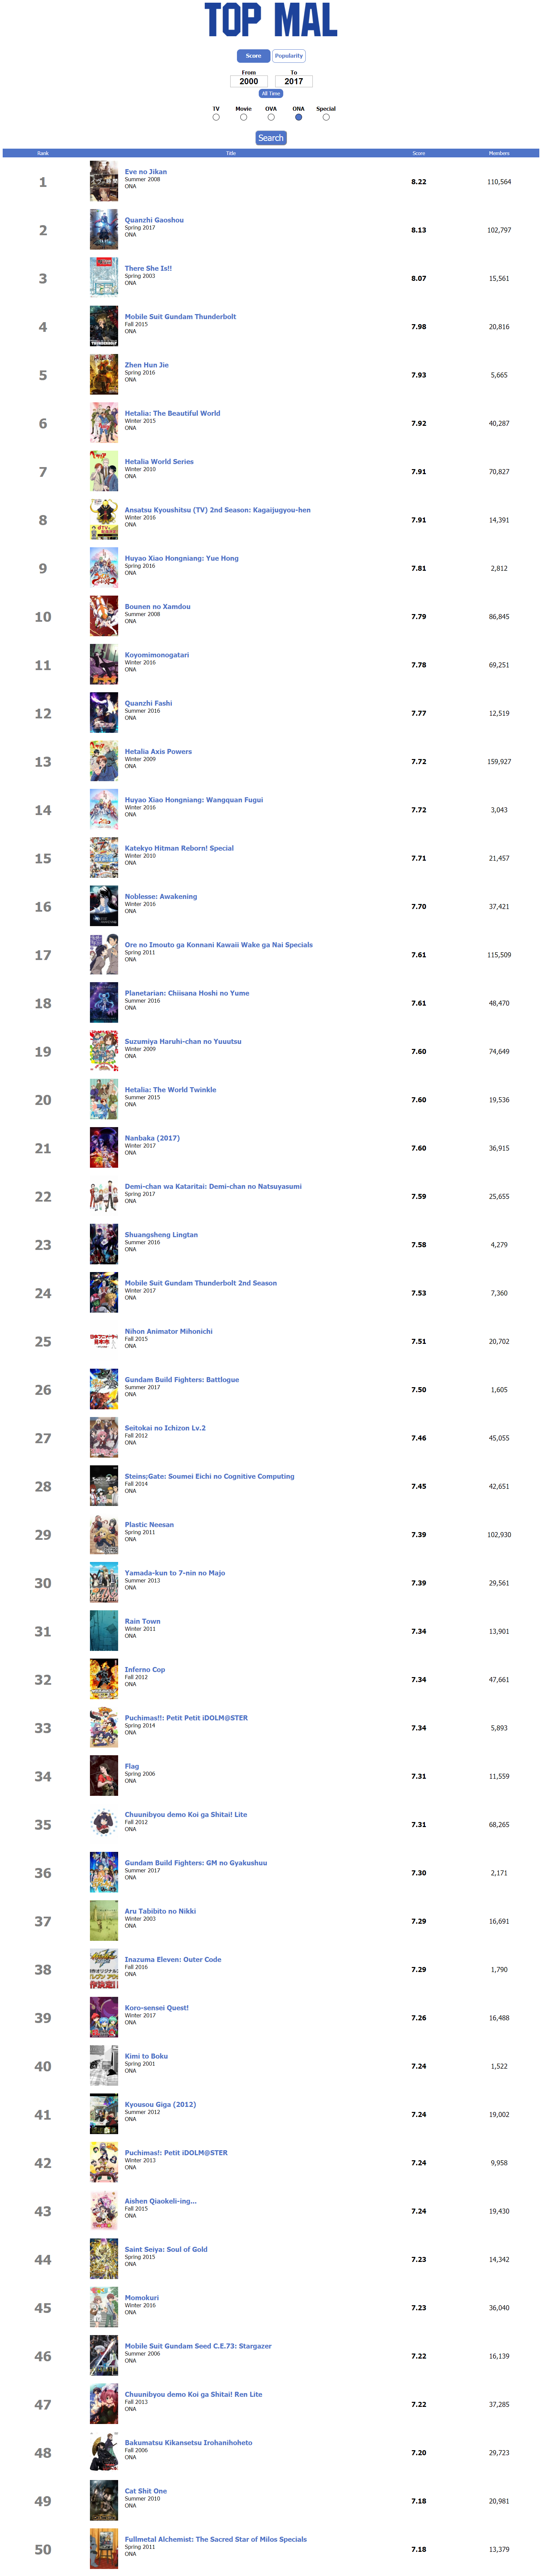 TOP MAL
Score Popularity
From To
2000 2017
All Time
TV Movie OVA ONA Special
Search
Rank Title Score Members
1 Eve no Jikan 8.22 110,564
Summer 2008
ONA
2 Quanzhi Gaoshou 8.13 102,797
Spring 2017
ONA
3 There She Is!! 8.07 15,561
Spring 2003
ONA
4 Mobile Suit Gundam Thunderbolt 7.98 20,816
Fall 2015
ONA
5 Zhen Hun Jie 7.93 5,665
Spring 2016
ONA
6 Hetalia: The Beautiful World 7.92 40,287
Winter 2015
ONA
7 Hetalia World Series 7.91 70,827
Winter 2010
ONA
8 Ansatsu Kyoushitsu (TV) 2nd Season: Kagaijugyou-hen 7.91 14,391
Winter 2016
ONA
9 Huyao Xiao Hongniang: Yue Hong 7.81 2,812
Spring 2016
ONA
10 Bounen no Xamdou 7.79 86,845
Summer 2008
ONA
11 Koyomimonogatari 7.78 69,251
Winter 2016
ONA
12 Quanzhi Fashi 7.77 12,519
Summer 2016
ONA
13 Hetalia Axis Powers 7.72 159,927
Winter 2009
ONA
14 Huyao Xiao Hongniang: Wangquan Fugui 7.72 3,043
Winter 2016
ONA
15 Katekyo Hitman Reborn! Special 7.71 21,457
Winter 2010
ONA
16 Noblesse: Awakening 7.70 37,421
Winter 2016
ONA
17 Ore no Imouto ga Konnani Kawaii Wake ga Nai Specials 7.61 115,509
Spring 2011
ONA
18 Planetarian: Chiisana Hoshi no Yume 7.61 48,470
Summer 2016
ONA
19 Suzumiya Haruhi-chan no Yuuutsu 7.60 74,649
Winter 2009
ONA
20 Hetalia: The World Twinkle 7.60 19,536
Summer 2015
ONA
21 Nanbaka (2017) 7.60 36,915
Winter 2017
ONA
22 Demi-chan wa Kataritai: Demi-chan no Natsuyasumi 7.59 25,655
Spring 2017
ONA
23 Shuangsheng Lingtan 7.58 4,279
Summer 2016
ONA
24 Mobile Suit Gundam Thunderbolt 2nd Season 7.53 7,360
Winter 2017
ONA
25 Nihon Animator Mihonichi 7.51 20,702
Fall 2015
ONA
26 Gundam Build Fighters: Battlogue 7.50 1,605
Summer 2017
ONA
27 Seitokai no Ichizon Lv.2 7.46 45,055
Fall 2012
ONA
28 Steins;Gate: Soumei Eichi no Cognitive Computing 7.45 42,651
Fall 2014
ONA
29 Plastic Neesan 7.39 102,930
Spring 2011
ONA
30 Yamada-kun to 7-nin no Majo 7.39 29,561
Summer 2013
ONA
31 Rain Town 7.34 13,901
Winter 2011
ONA
32 Inferno Cop 7.34 47,661
Fall 2012
ONA
33 Puchimas!!: Petit Petit iDOLM@STER 7.34 5,893
Spring 2014
ONA
34 Flag 7.31 11,559
Spring 2006
ONA
35 Chuunibyou demo Koi ga Shitai! Lite 7.31 68,265
Fall 2012
ONA
36 Gundam Build Fighters: GM no Gyakushuu 7.30 2,171
Summer 2017
ONA
37 Aru Tabibito no Nikki 7.29 16,691
Winter 2003
ONA
38 Inazuma Eleven: Outer Code 7.29 1,790
Fall 2016
ONA
39 Koro-sensei Quest! 7.26 16,488
Winter 2017
ONA
40 Kimi to Boku 7.24 1,522
Spring 2001
ONA
41 Kyousou Giga (2012) 7.24 19,002
Summer 2012
ONA
42 Puchimas!: Petit iDOLM@STER 7.24 9,958
Winter 2013
ONA
43 Aishen Qiaokeli-ing... 7.24 19,430
Fall 2015
ONA
44 Saint Seiya: Soul of Gold 7.23 14,342
Spring 2015
ONA
45 Momokuri 7.23 36,040
Winter 2016
ONA
46 Mobile Suit Gundam Seed C.E.73: Stargazer 7.22 16,139
Summer 2006
ONA
47 Chuunibyou demo Koi ga Shitai! Ren Lite 7.22 37,285
Fall 2013
ONA
48 Bakumatsu Kikansetsu Irohanihoheto 7.20 29,723
Fall 2006
ONA
49 Cat Shit One 7.18 20,981
Summer 2010
ONA
50 Fullmetal Alchemist: The Sacred Star of Milos Specials 7.18 13,379
Spring 2011
ONA